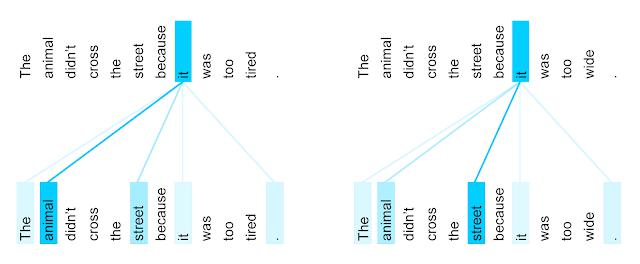 The animal didn't cross the street because it was too tired .
The animal didn't cross the street because it was too wide .
The animal didn't cross the street because it was too tired .
The animal didn't cross the street because it was too wide .